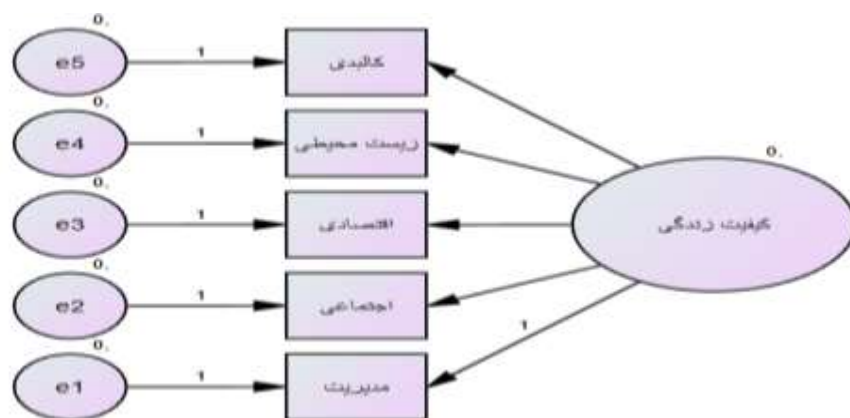 0.
e5
1
کالبدی
0.
e4
1
زیست محیطی
0.
0.
e3
1
اقتصادی
کیفیت زندگی
0.
e2
1
اجتماعی
1
0.
e1
1
مدیریت